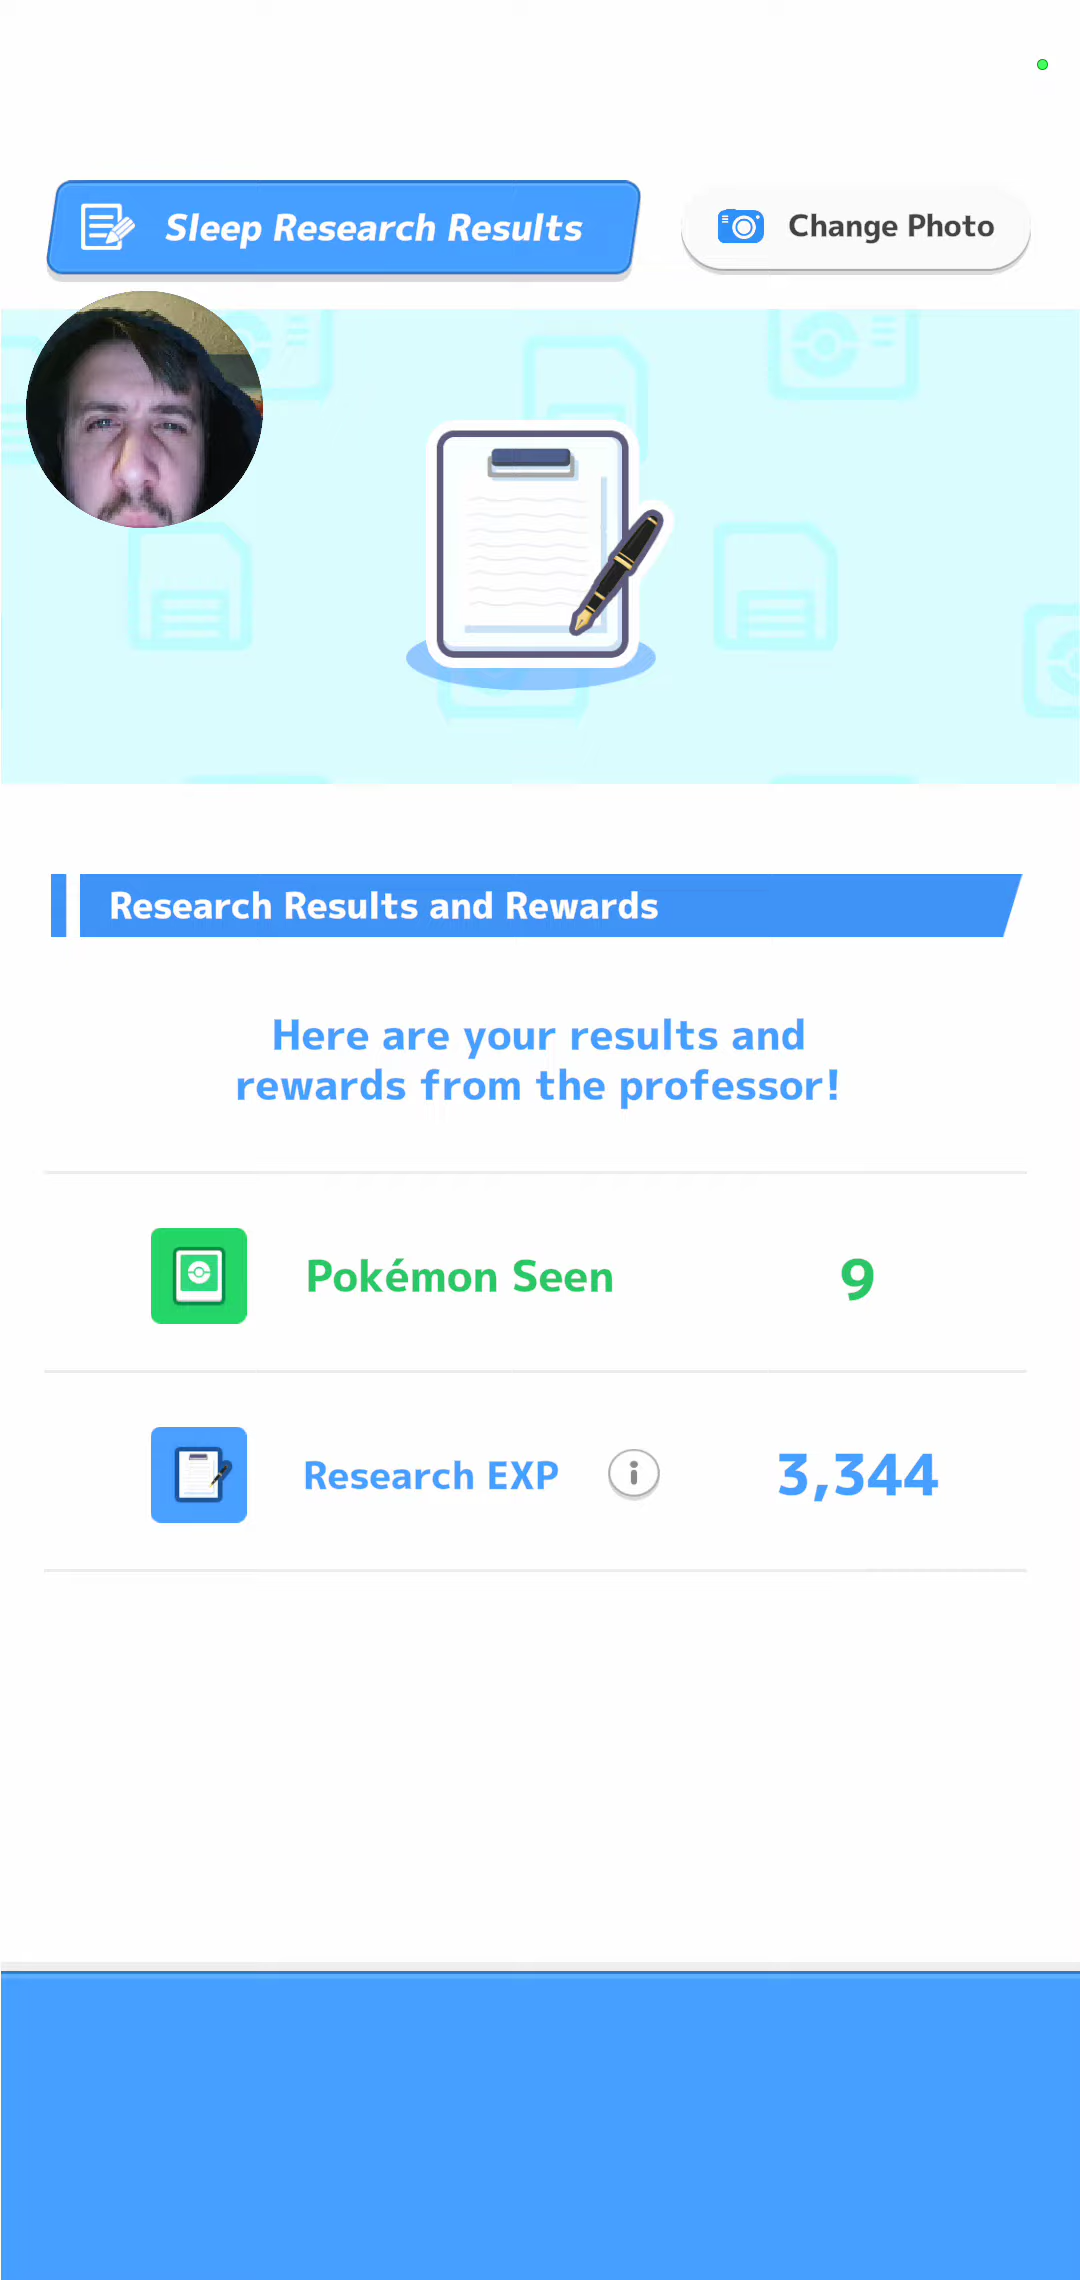 Sleep Research Results
Change Photo
Research Results and Rewards
Here are your results and
rewards from the professor!
Pokémon Seen 9
Research EXP i 3,344